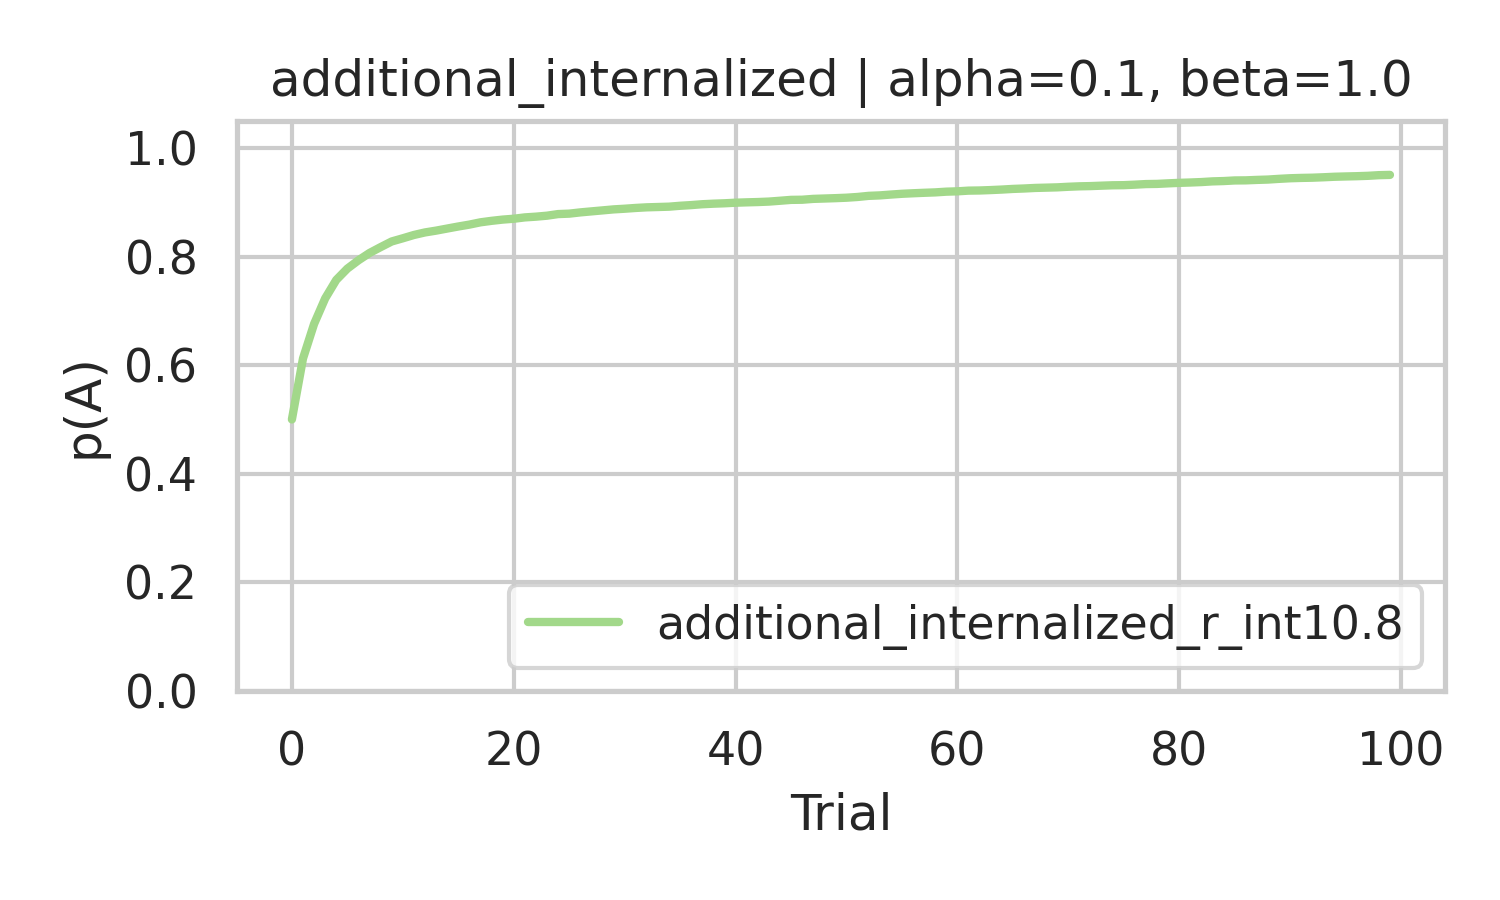 additional_internalized | alpha=0.1, beta=1.0
1.0
0.8
0.6
0.4
0.2
0.0
p(A)
additional_internalized_r_int10.8
0 20 40 60 80 100
Trial